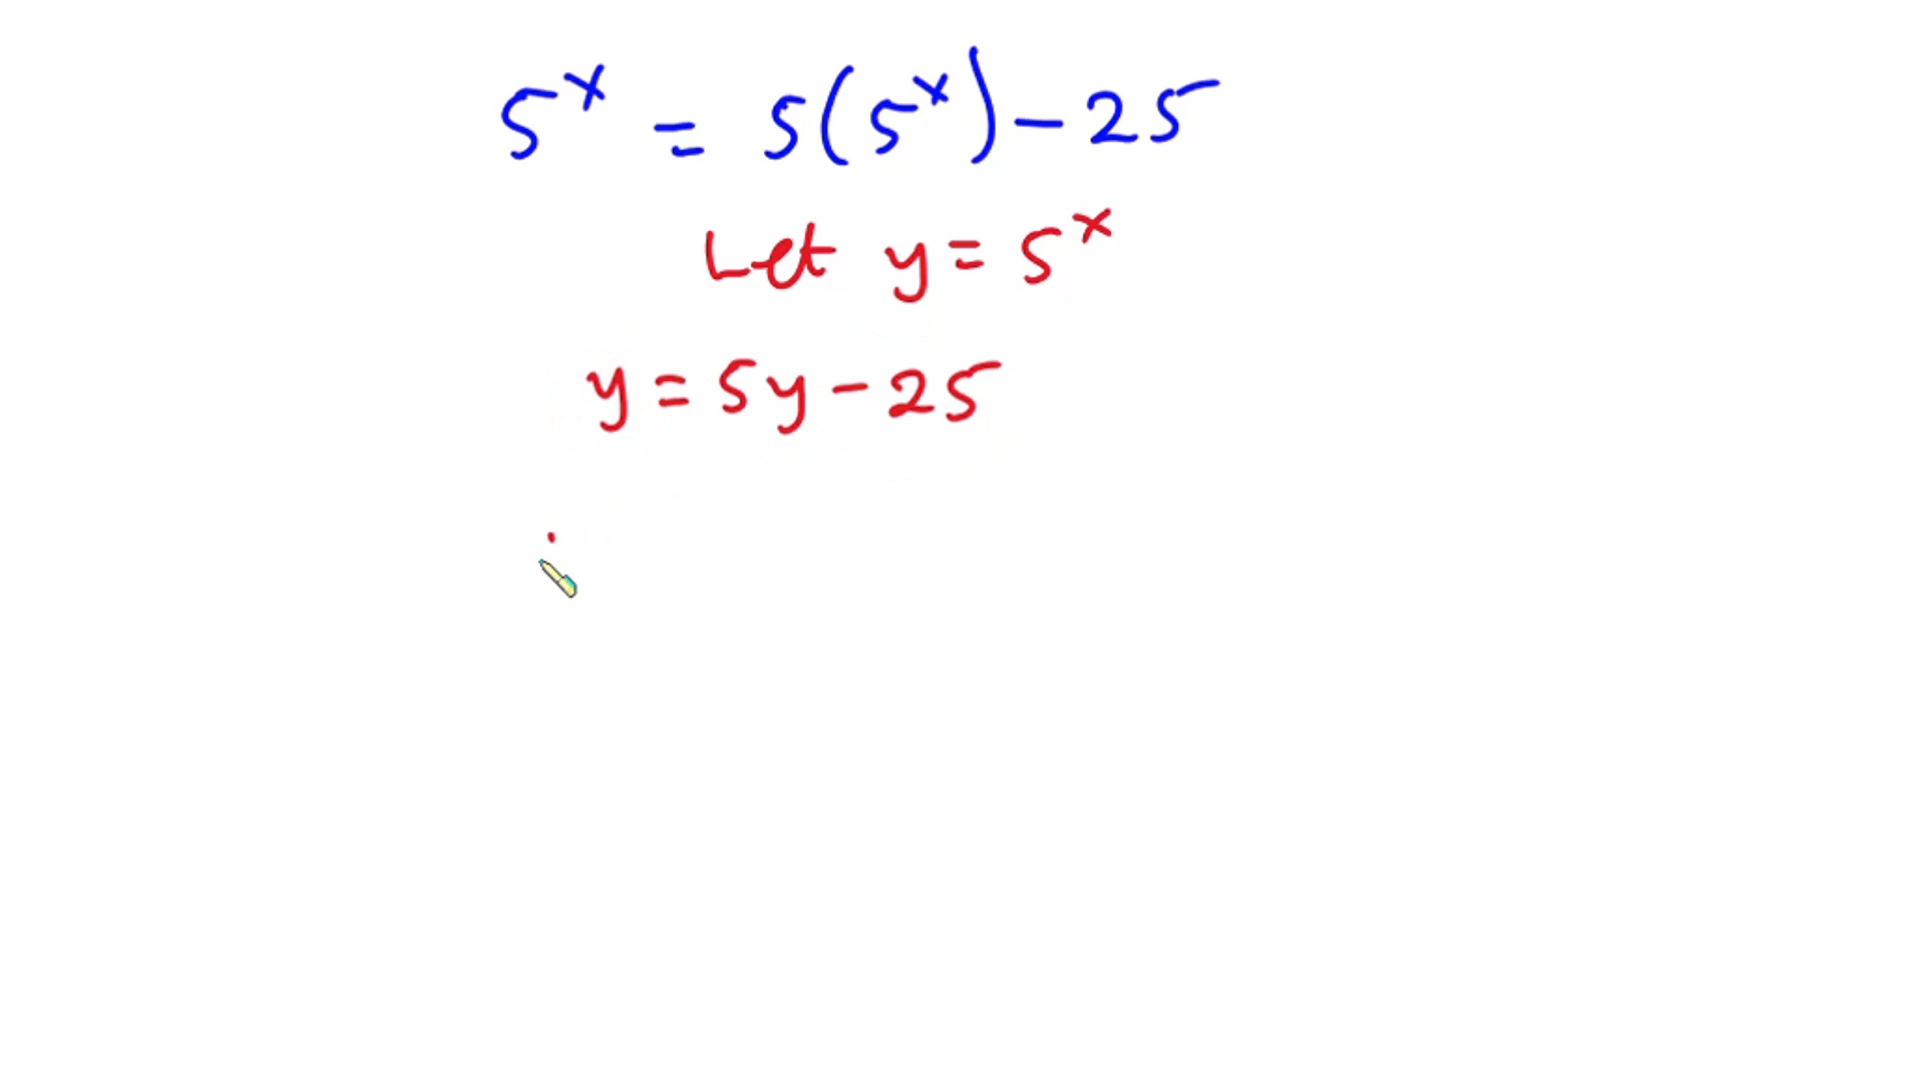 5^x = 5(5^x) - 25
Let y = 5^x
y = 5y - 25